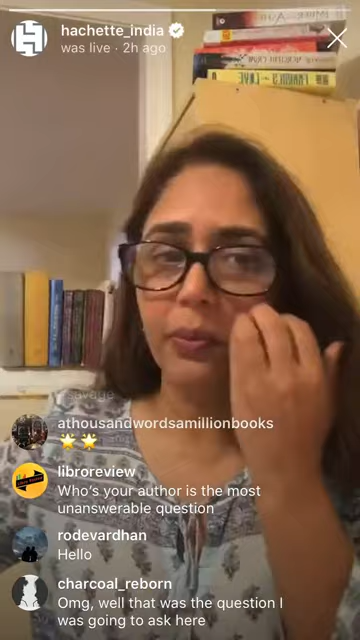 hachette_india
was live · 2h ago
athousandwordsamillionbooks
🌟 🌟
libroreview
Who's your author is the most
unanswerable question
rodevardhan
Hello
charcoal_reborn
Omg, well that was the question I
was going to ask here